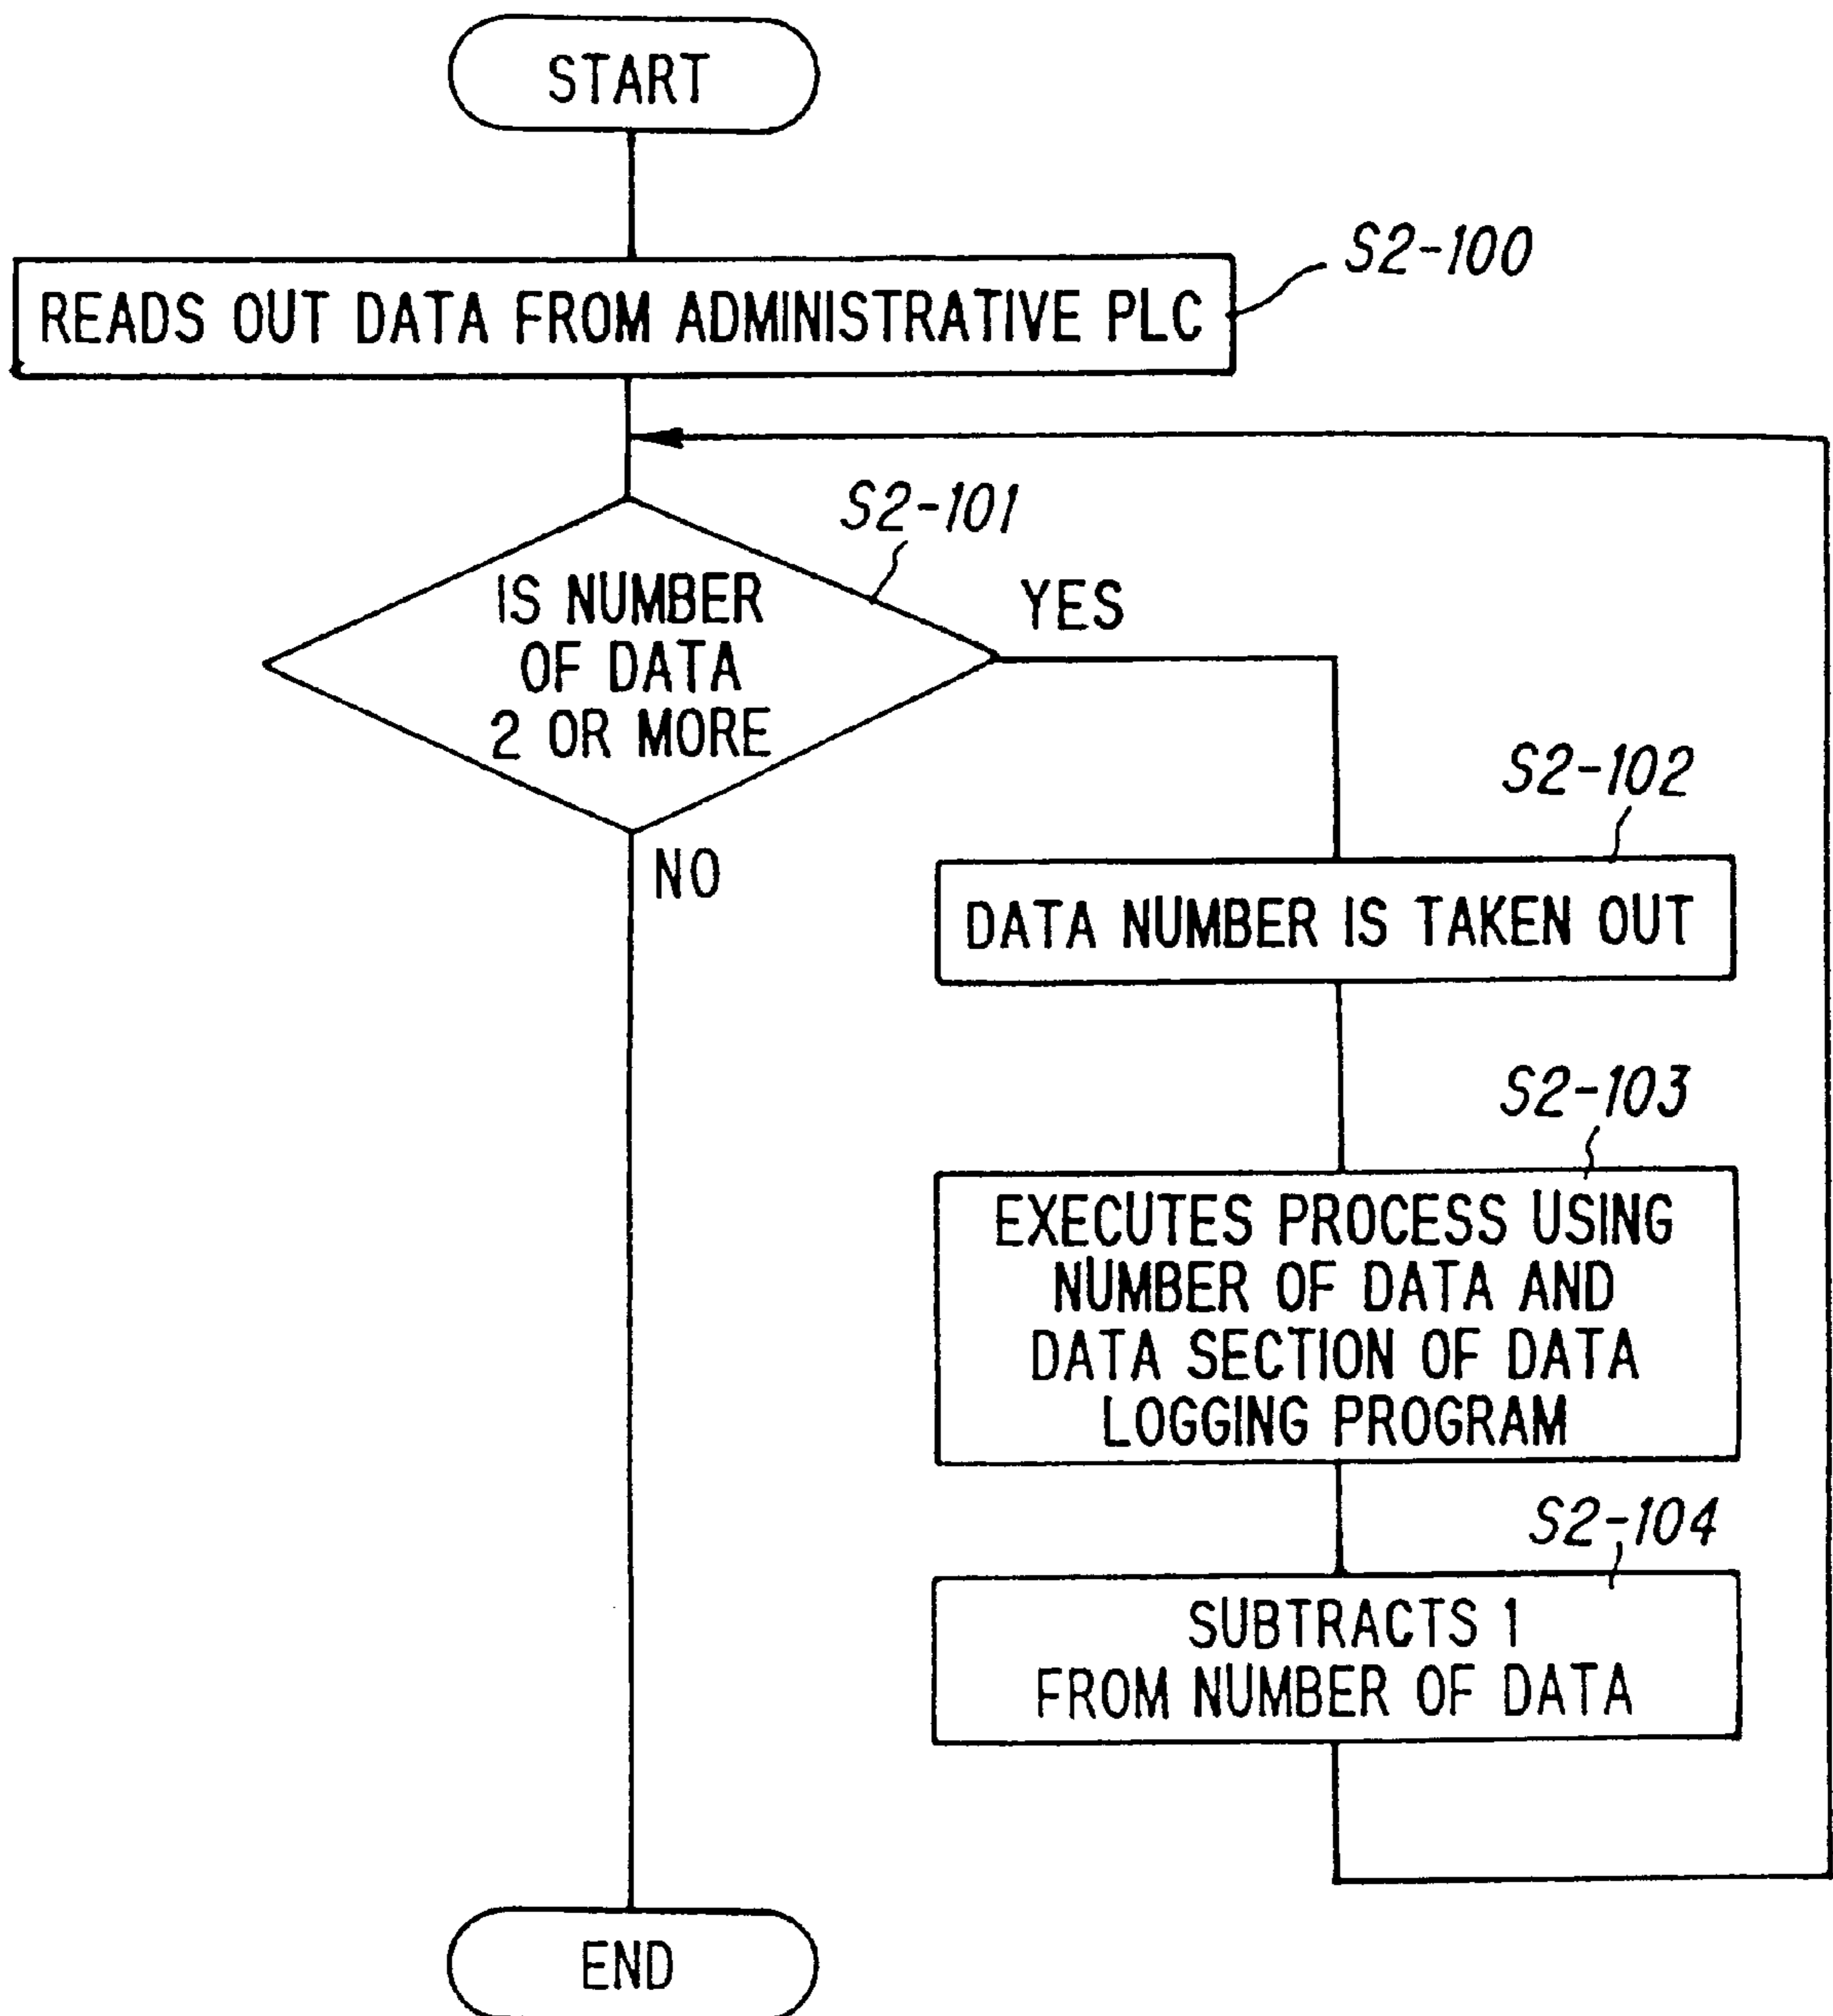 START
S2-100
READS OUT DATA FROM ADMINISTRATIVE PLC
S2-101
IS NUMBER
OF DATA
2 OR MORE
YES
NO
S2-102
DATA NUMBER IS TAKEN OUT
S2-103
EXECUTES PROCESS USING
NUMBER OF DATA AND
DATA SECTION OF DATA
LOGGING PROGRAM
S2-104
SUBTRACTS 1
FROM NUMBER OF DATA
END